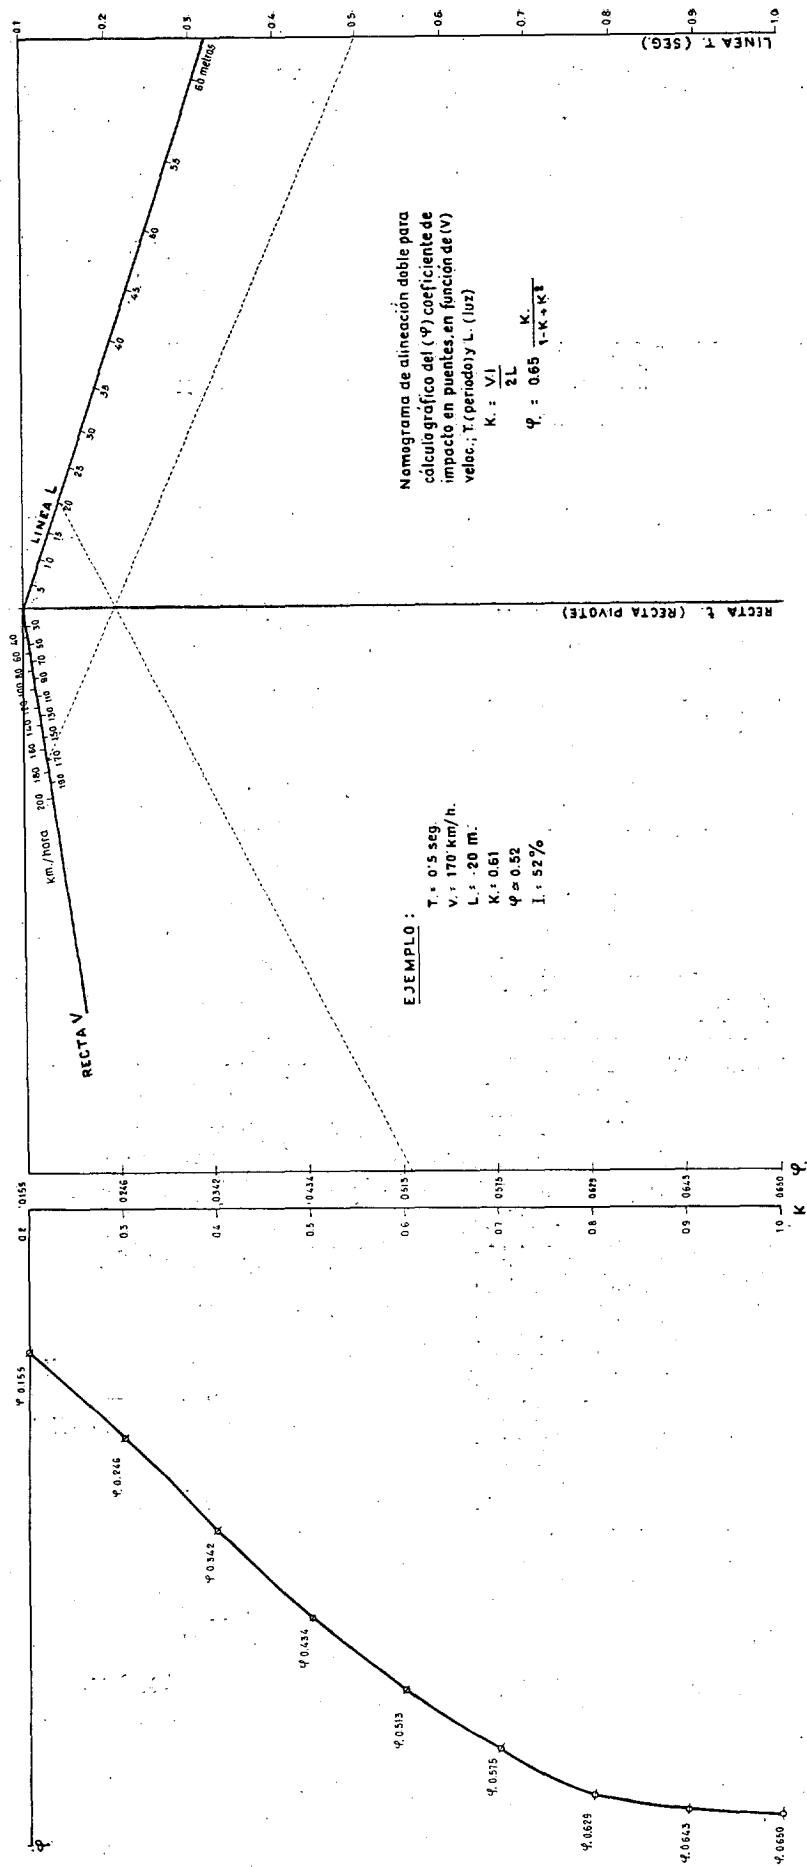 Nomograma de alineación doble para
cálculo gráfico del (φ) coeficiente de
impacto en puentes, en función de (V)
veloc.; T. (periodo) y L. (luz)
K. = V.I / 2L
φ. = 0.65 K. / 1-K+K²
EJEMPLO :
T. = 0'5 seg.
V. = 170 km/h.
L. = 20 m.
K. = 0.61
φ ≃ 0.52
I. = 52 %
LINEA T. (SEG.)
0.1 0.2 0.3 0.4 0.5 0.6 0.7 0.8 0.9 1.0
LINEA L
5 10 15 20 25 30 35 40 45 50 55 60 metros
RECTA t. (RECTA PIVOTE)
RECTA V
Km./hora
200 180 160 140 120 100 80 60 40
190 170 150 130 110 90 70 50 30
0.155 0.246 0.342 0.434 0.515 0.575 0.629 0.643 0.650 φ.
0.2 0.3 0.4 0.5 0.6 0.7 0.8 0.9 1.0 K
φ
φ 0.155
φ. 0.246
φ 0.342
φ. 0.434
φ. 0.513
φ. 0.575
φ. 0.629
φ. 0.643
φ. 0.650